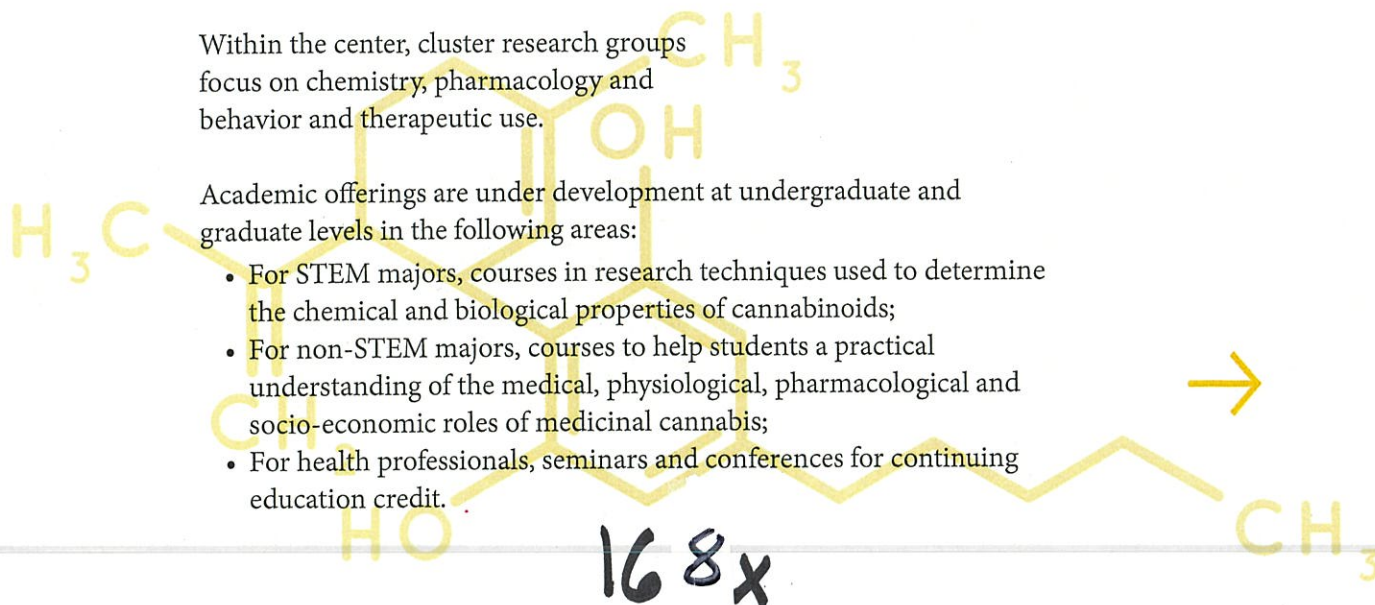 Within the center, cluster research groups
focus on chemistry, pharmacology and
behavior and therapeutic use.
Academic offerings are under development at undergraduate and
graduate levels in the following areas:
• For STEM majors, courses in research techniques used to determine
the chemical and biological properties of cannabinoids;
• For non-STEM majors, courses to help students a practical
understanding of the medical, physiological, pharmacological and
socio-economic roles of medicinal cannabis;
• For health professionals, seminars and conferences for continuing
education credit.
CH3
OH
H3C
CH2
HO
CH3
168x